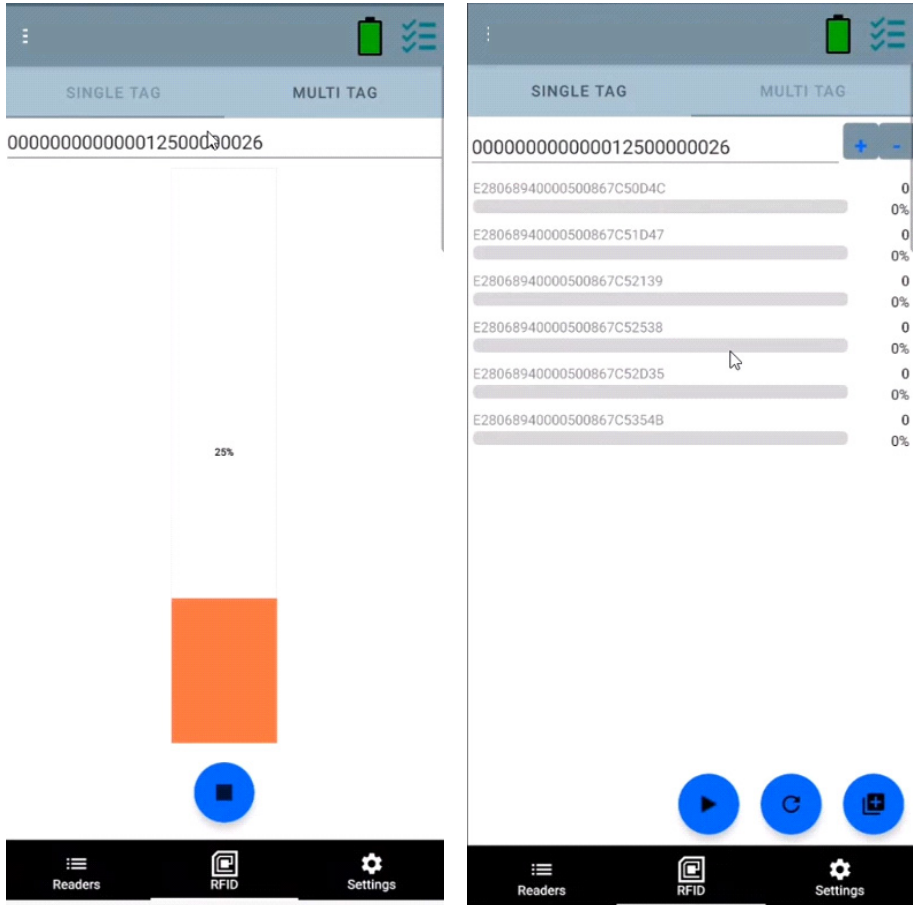 SINGLE TAG
MULTI TAG
000000000000012500000026
25%
Readers
RFID
Settings
SINGLE TAG
MULTI TAG
000000000000012500000026
+
-
E28068940000500867C50D4C
0
0%
E28068940000500867C51D47
0
0%
E28068940000500867C52139
0
0%
E28068940000500867C52538
0
0%
E28068940000500867C52D35
0
0%
E28068940000500867C5354B
0
0%
Readers
RFID
Settings